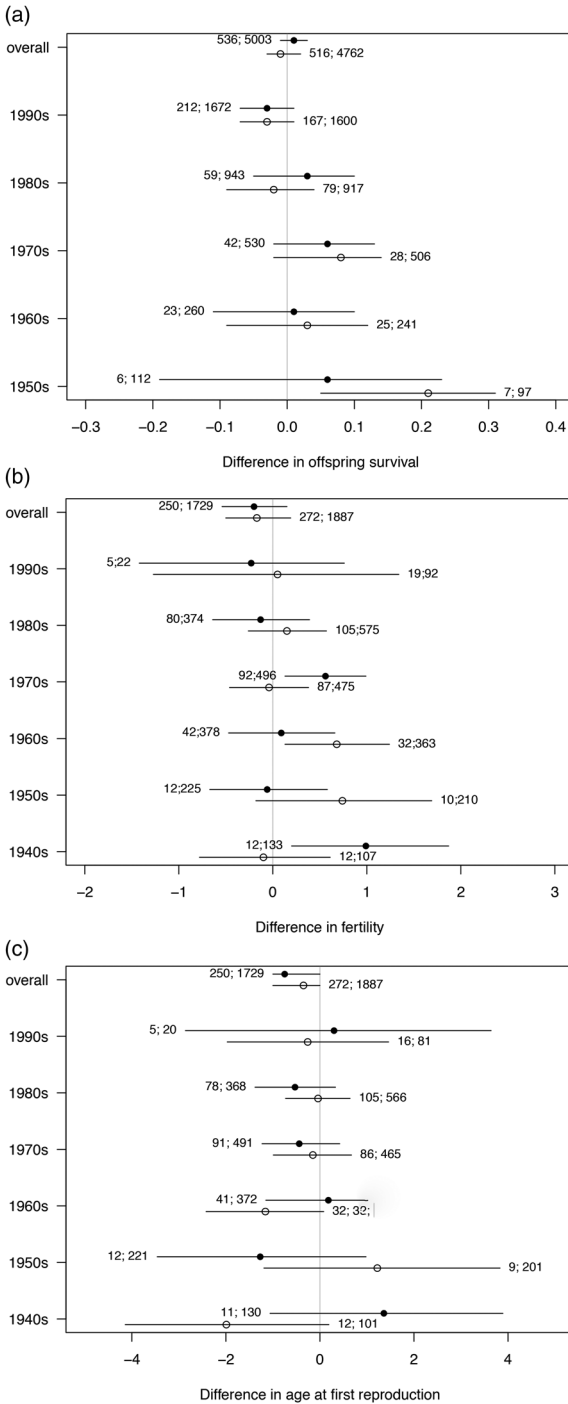 (a)
overall
536; 5003
516; 4762
1990s
212; 1672
167; 1600
1980s
59; 943
79; 917
1970s
42; 530
28; 506
1960s
23; 260
25; 241
1950s
6; 112
7; 97
−0.3 −0.2 −0.1 0.0 0.1 0.2 0.3 0.4
Difference in offspring survival
(b)
overall
250; 1729
272; 1887
1990s
5;22
19;92
1980s
80;374
105;575
1970s
92;496
87;475
1960s
42;378
32;363
1950s
12;225
10;210
1940s
12;133
12;107
−2 −1 0 1 2 3
Difference in fertility
(c)
overall
250; 1729
272; 1887
1990s
5; 20
16; 81
1980s
78; 368
105; 566
1970s
91; 491
86; 465
1960s
41; 372
32;
1950s
12; 221
9; 201
1940s
11; 130
12; 101
−4 −2 0 2 4
Difference in age at first reproduction